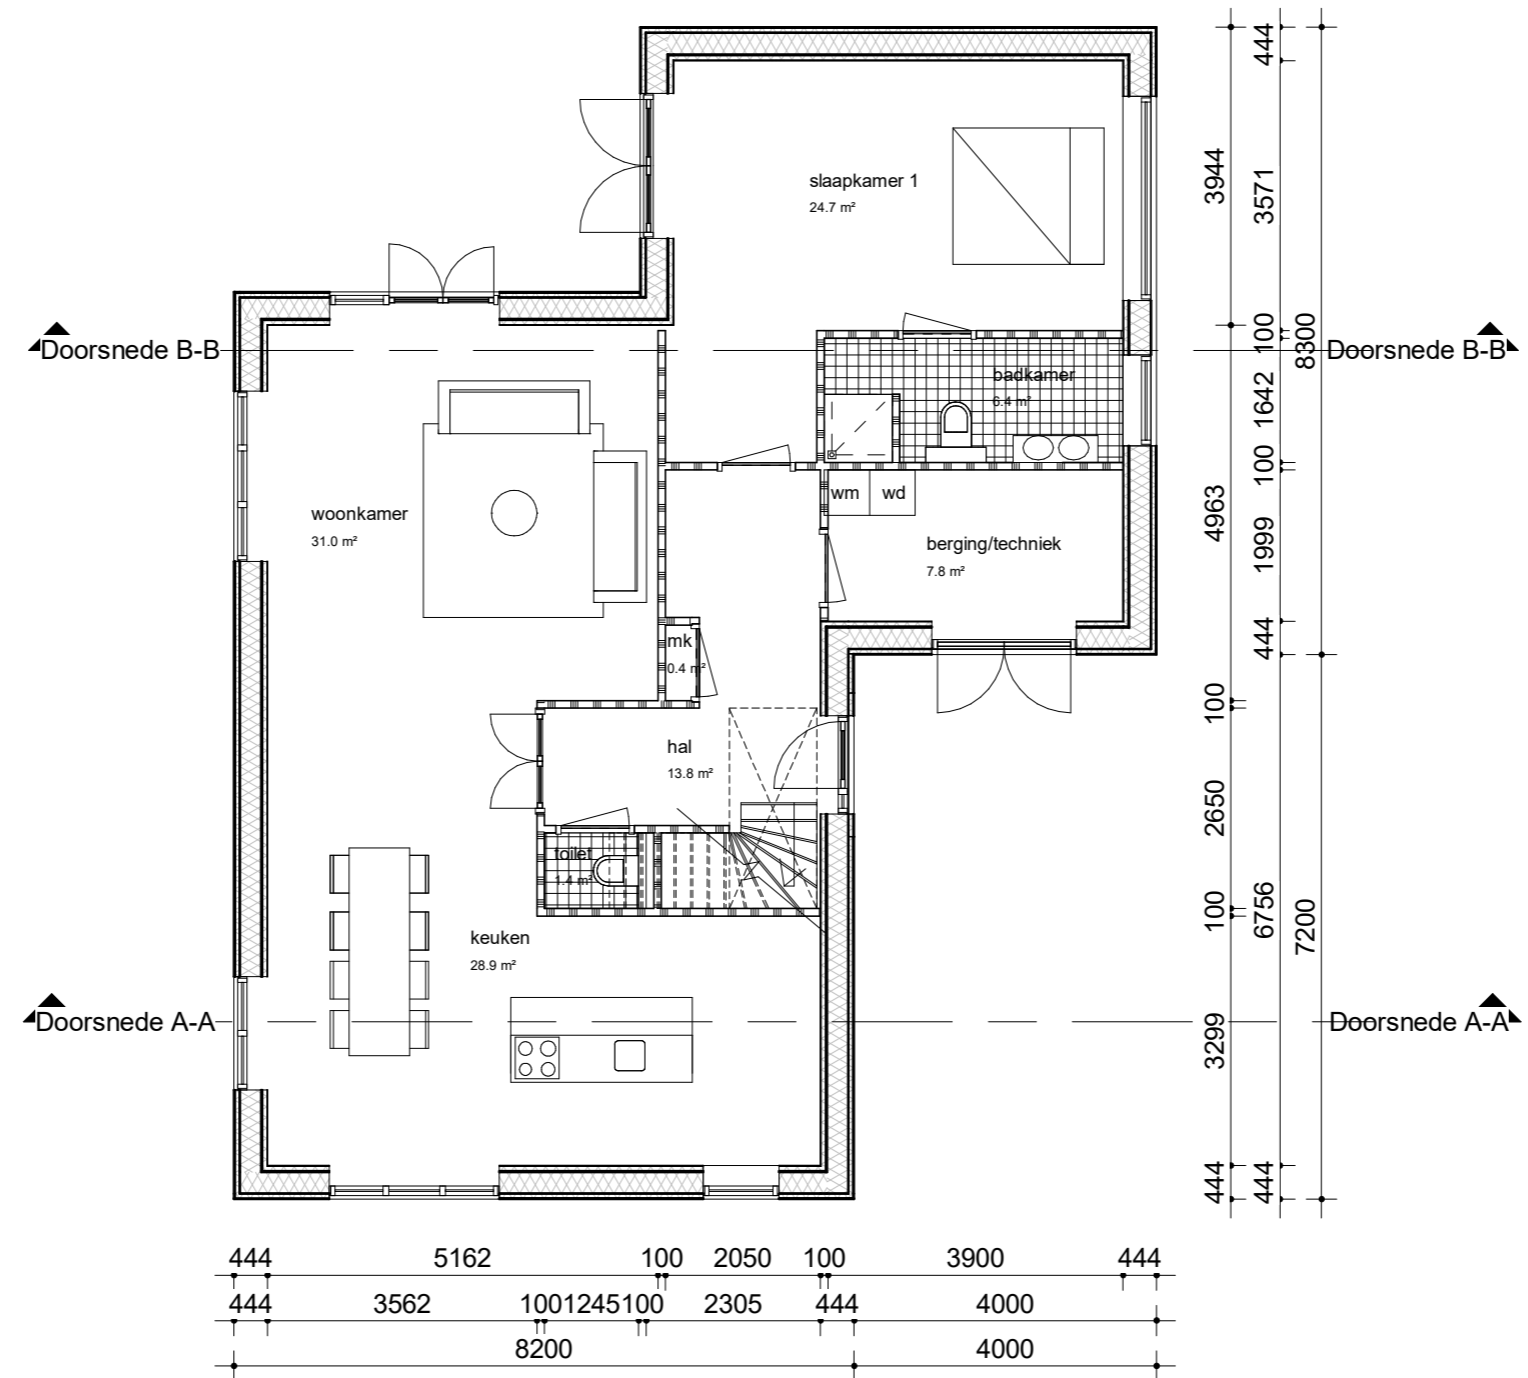 444
3944
3571
slaapkamer 1
24.7 m²
Doorsnede B-B
100
8300
Doorsnede B-B
badkamer
6.4 m²
1642
100
4963
wm
wd
woonkamer
31.0 m²
berging/techniek
7.8 m²
1999
444
mk
0.4 m²
100
hal
13.8 m²
2650
toilet
1.4 m²
100
6756
7200
keuken
28.9 m²
Doorsnede A-A
3299
Doorsnede A-A
444
444
444 5162 100 2050 100 3900 444
444 3562 100 1245 100 2305 444 4000
8200 4000